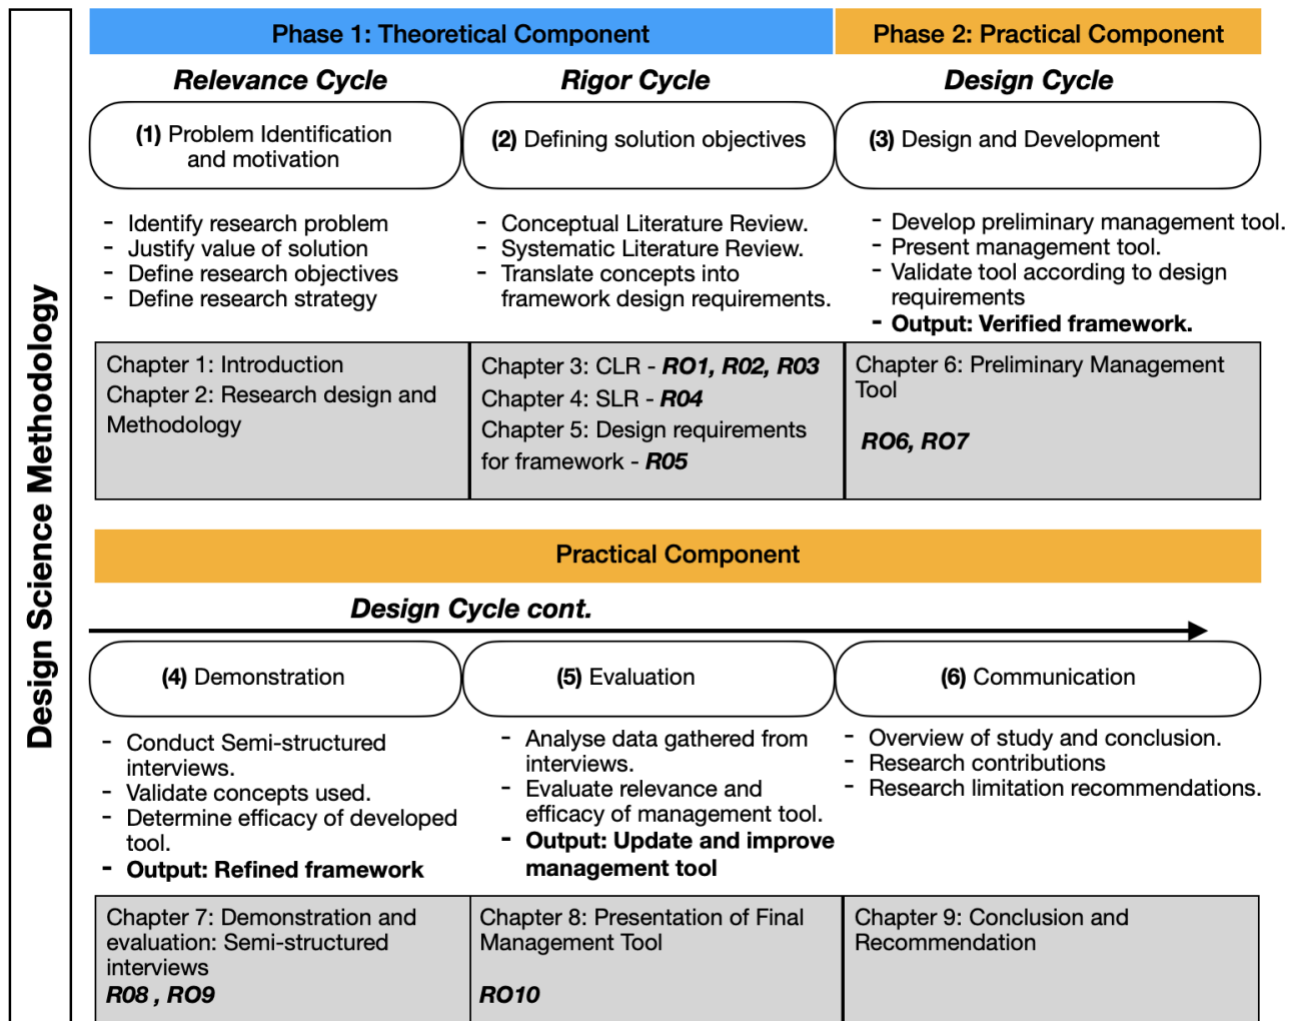 Design Science Methodology
Phase 1: Theoretical Component
Phase 2: Practical Component
Relevance Cycle
Rigor Cycle
Design Cycle
(1) Problem Identification
and motivation
(2) Defining solution objectives
(3) Design and Development
- Identify research problem
- Justify value of solution
- Define research objectives
- Define research strategy
- Conceptual Literature Review.
- Systematic Literature Review.
- Translate concepts into
framework design requirements.
- Develop preliminary management tool.
- Present management tool.
- Validate tool according to design
requirements
- Output: Verified framework.
Chapter 1: Introduction
Chapter 2: Research design and
Methodology
Chapter 3: CLR - RO1, R02, R03
Chapter 4: SLR - R04
Chapter 5: Design requirements
for framework - R05
Chapter 6: Preliminary Management
Tool
RO6, RO7
Practical Component
Design Cycle cont.
(4) Demonstration
(5) Evaluation
(6) Communication
- Conduct Semi-structured
interviews.
- Validate concepts used.
- Determine efficacy of developed
tool.
- Output: Refined framework
- Analyse data gathered from
interviews.
- Evaluate relevance and
efficacy of management tool.
- Output: Update and improve
management tool
- Overview of study and conclusion.
- Research contributions
- Research limitation recommendations.
Chapter 7: Demonstration and
evaluation: Semi-structured
interviews
R08 , RO9
Chapter 8: Presentation of Final
Management Tool
RO10
Chapter 9: Conclusion and
Recommendation